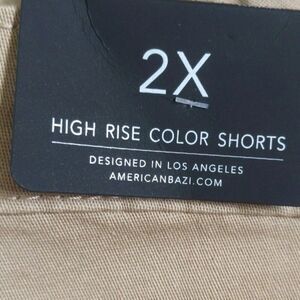 2X
HIGH RISE COLOR SHORTS
DESIGNED IN LOS ANGELES
AMERICANBAZI.COM